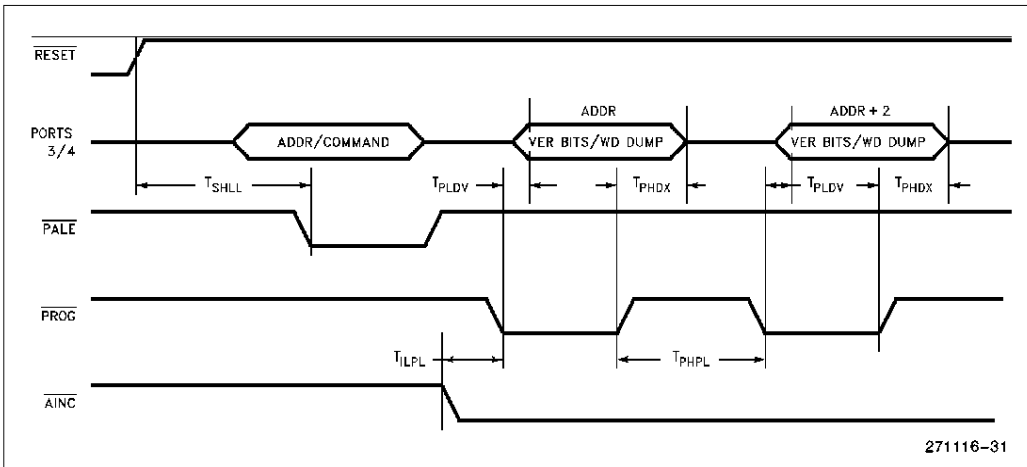 RESET
PORTS
3/4
ADDR/COMMAND
ADDR
VER BITS/WD DUMP
ADDR + 2
VER BITS/WD DUMP
TSHLL
TPLDV
TPHDX
TPLDV
TPHDX
PALE
PROG
TILPL
TPHPL
AINC
271116-31